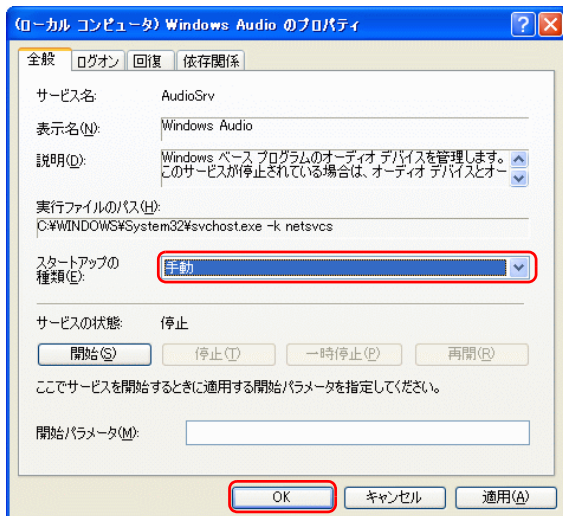 (ローカル コンピュータ) Windows Audio のプロパティ
全般 ログオン 回復 依存関係
サービス名: AudioSrv
表示名(N): Windows Audio
説明(D): Windows ベース プログラムのオーディオ デバイスを管理します。
このサービスが停止されている場合は、オーディオ デバイスとオー
実行ファイルのパス(H):
C:¥WINDOWS¥System32¥svchost.exe -k netsvcs
スタートアップの
種類(E): 手動
サービスの状態: 停止
開始(S) 停止(T) 一時停止(P) 再開(R)
ここでサービスを開始するときに適用する開始パラメータを指定してください。
開始パラメータ(M):
OK キャンセル 適用(A)